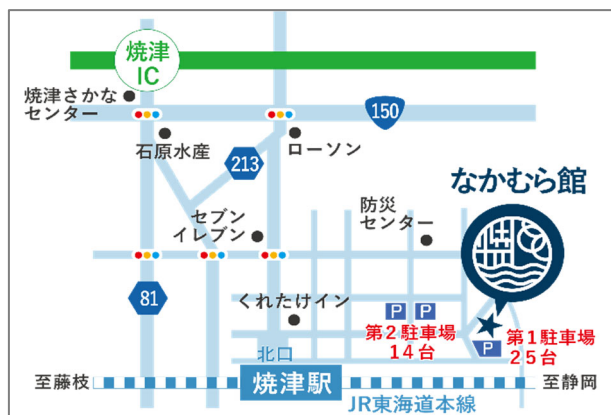 焼津
IC
焼津さかな
センター
150
石原水産
ローソン
213
なかむら館
セブン
イレブン
防災
センター
81
くれたけイン
P
P
第2駐車場
14台
P
第1駐車場
25台
北口
焼津駅
至藤枝
至静岡
JR東海道本線